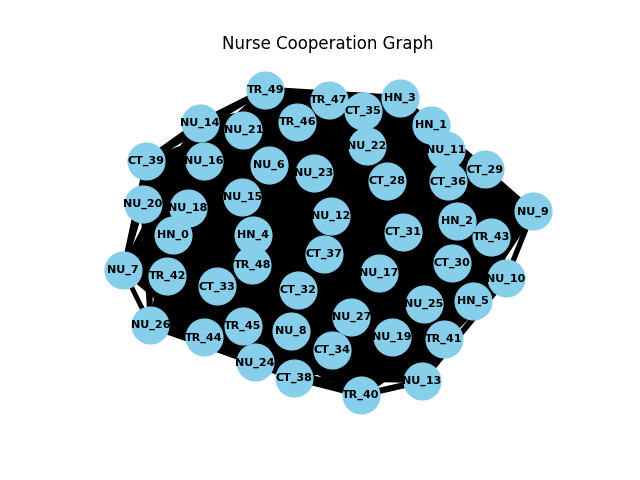 Nurse Cooperation Graph
TR_49
HN_3
TR_47
CT_35
NU_14
TR_46
HN_1
NU_21
NU_22
NU_11
CT_39
NU_16
NU_6
CT_29
NU_23
CT_28
CT_36
NU_15
NU_20
NU_18
NU_9
NU_12
HN_2
CT_31
HN_0
HN_4
TR_43
CT_37
TR_48
CT_30
NU_7
NU_17
TR_42
NU_10
CT_33
CT_32
HN_5
NU_25
NU_27
NU_26
TR_45
NU_8
TR_44
NU_19
TR_41
CT_34
NU_24
CT_38
NU_13
TR_40